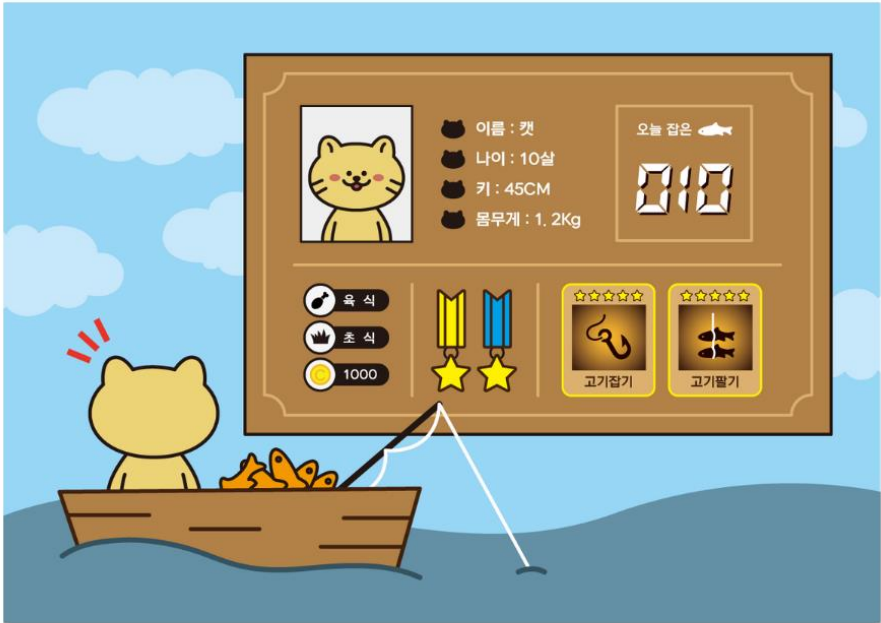 이름 : 캣
나이 : 10살
키 : 45CM
몸무게 : 1. 2Kg
오늘 잡은
010
육 식
초 식
C 1000
고기잡기
고기팔기